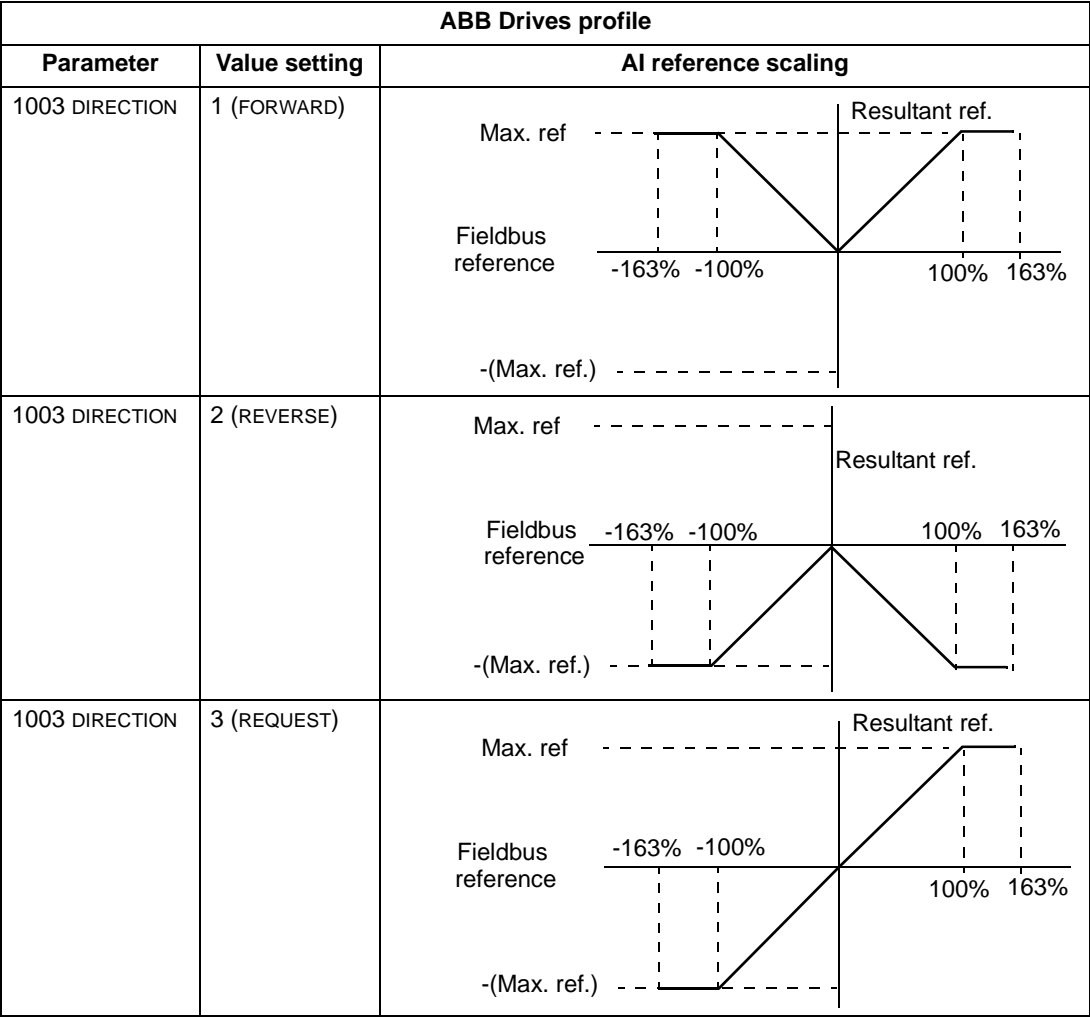 ABB Drives profile
Parameter Value setting AI reference scaling
1003 DIRECTION 1 (FORWARD)
Resultant ref.
Max. ref
Fieldbus
reference
-163% -100%
100% 163%
-(Max. ref.)
1003 DIRECTION 2 (REVERSE)
Max. ref
Resultant ref.
Fieldbus
reference
-163% -100%
100% 163%
-(Max. ref.)
1003 DIRECTION 3 (REQUEST)
Resultant ref.
Max. ref
-163% -100%
Fieldbus
reference
100% 163%
-(Max. ref.)